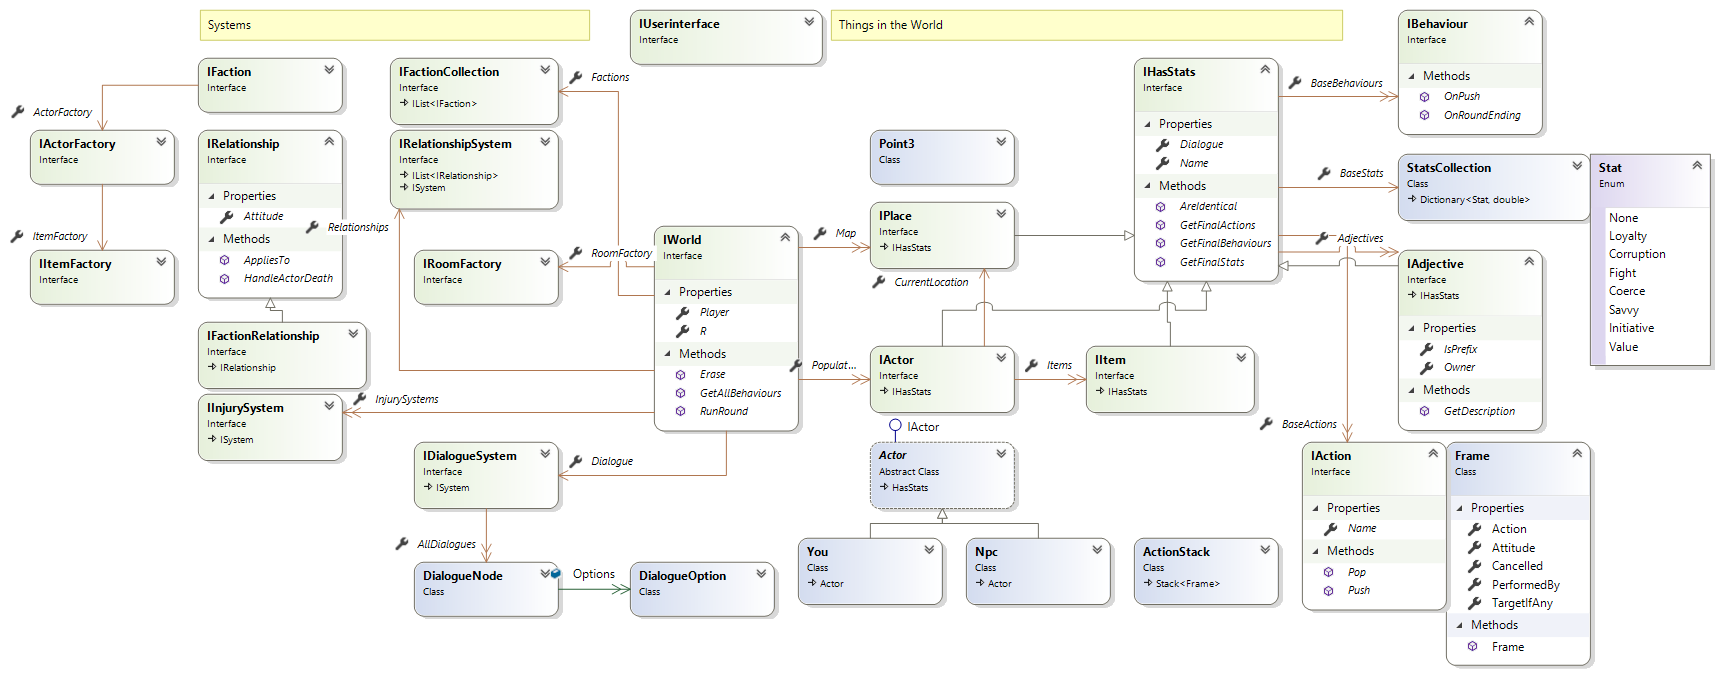 Systems
IUserinterface
Interface
Things in the World
IBehaviour
Interface
Methods
OnPush
OnRoundEnding
IFaction
Interface
IFactionCollection
Interface
IList<IFaction>
Factions
IHasStats
Interface
Properties
Dialogue
Name
Methods
AreIdentical
GetFinalActions
GetFinalBehaviours
GetFinalStats
BaseBehaviours
ActorFactory
IActorFactory
Interface
IRelationship
Interface
Properties
Attitude
Methods
AppliesTo
HandleActorDeath
IRelationshipSystem
Interface
IList<IRelationship>
ISystem
Relationships
Point3
Class
BaseStats
StatsCollection
Class
Dictionary<Stat, double>
Stat
Enum
None
Loyalty
Corruption
Fight
Coerce
Savvy
Initiative
Value
ItemFactory
IItemFactory
Interface
IRoomFactory
Interface
RoomFactory
IWorld
Interface
Properties
Player
R
Methods
Erase
GetAllBehaviours
RunRound
Map
IPlace
Interface
IHasStats
CurrentLocation
Adjectives
IAdjective
Interface
IHasStats
Properties
IsPrefix
Owner
Methods
GetDescription
IFactionRelationship
Interface
IRelationship
Populat...
IActor
Interface
IHasStats
Items
IItem
Interface
IHasStats
IInjurySystem
Interface
ISystem
InjurySystems
IActor
BaseActions
IDialogueSystem
Interface
ISystem
Dialogue
Actor
Abstract Class
HasStats
IAction
Interface
Properties
Name
Methods
Pop
Push
Frame
Class
Properties
Action
Attitude
Cancelled
PerformedBy
TargetIfAny
Methods
Frame
AllDialogues
DialogueNode
Class
Options
DialogueOption
Class
You
Class
Actor
Npc
Class
Actor
ActionStack
Class
Stack<Frame>